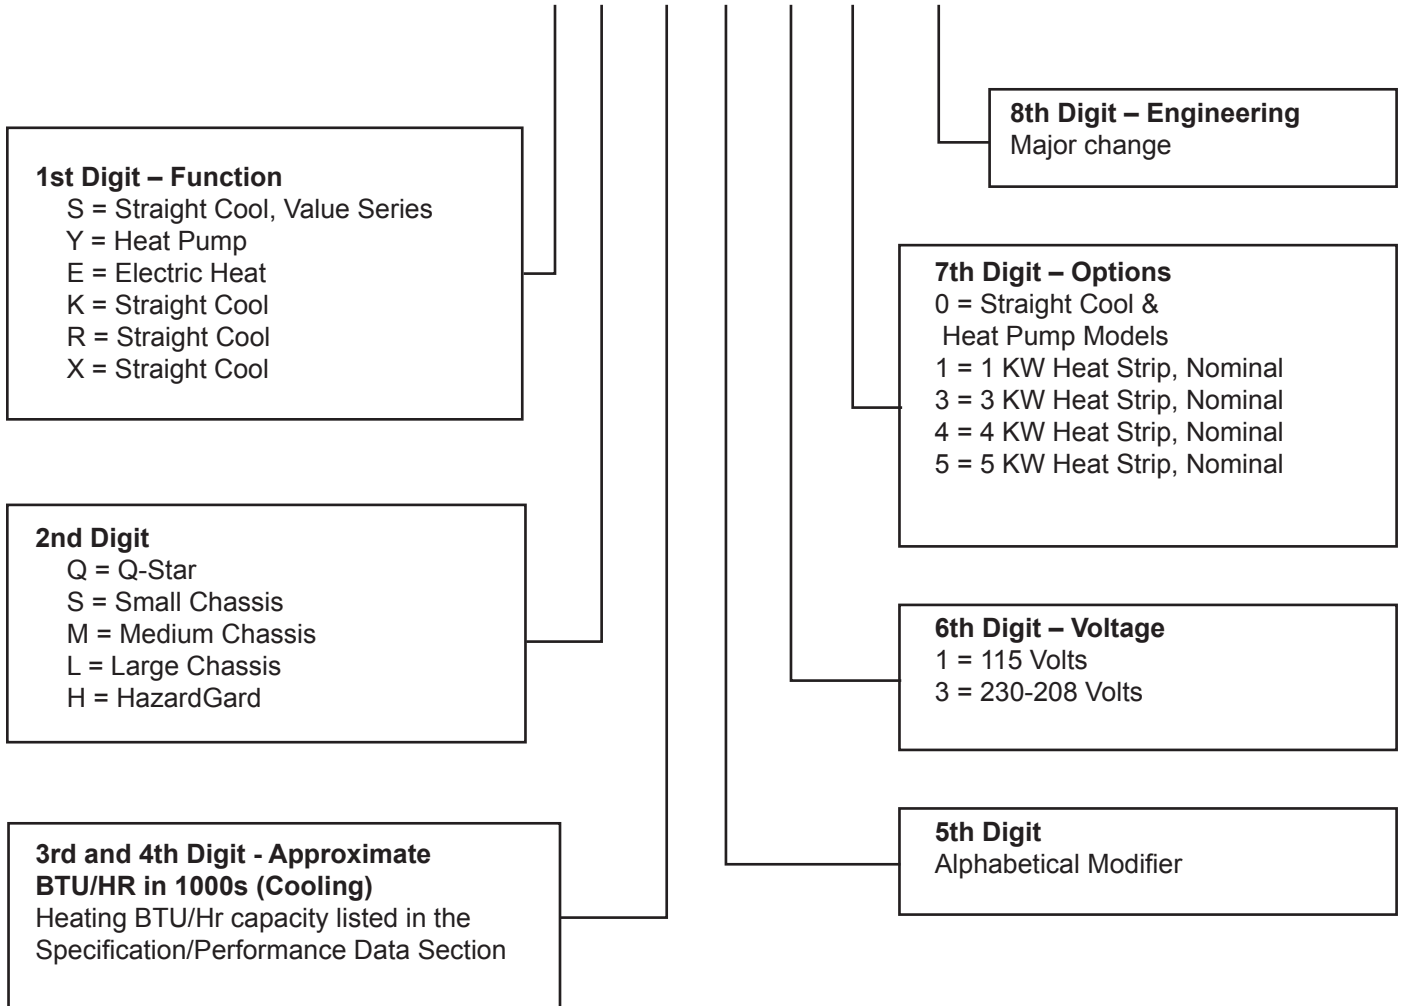 1st Digit – Function
S = Straight Cool, Value Series
Y = Heat Pump
E = Electric Heat
K = Straight Cool
R = Straight Cool
X = Straight Cool
2nd Digit
Q = Q-Star
S = Small Chassis
M = Medium Chassis
L = Large Chassis
H = HazardGard
3rd and 4th Digit - Approximate
BTU/HR in 1000s (Cooling)
Heating BTU/Hr capacity listed in the
Specification/Performance Data Section
8th Digit – Engineering
Major change
7th Digit – Options
0 = Straight Cool &
Heat Pump Models
1 = 1 KW Heat Strip, Nominal
3 = 3 KW Heat Strip, Nominal
4 = 4 KW Heat Strip, Nominal
5 = 5 KW Heat Strip, Nominal
6th Digit – Voltage
1 = 115 Volts
3 = 230-208 Volts
5th Digit
Alphabetical Modifier